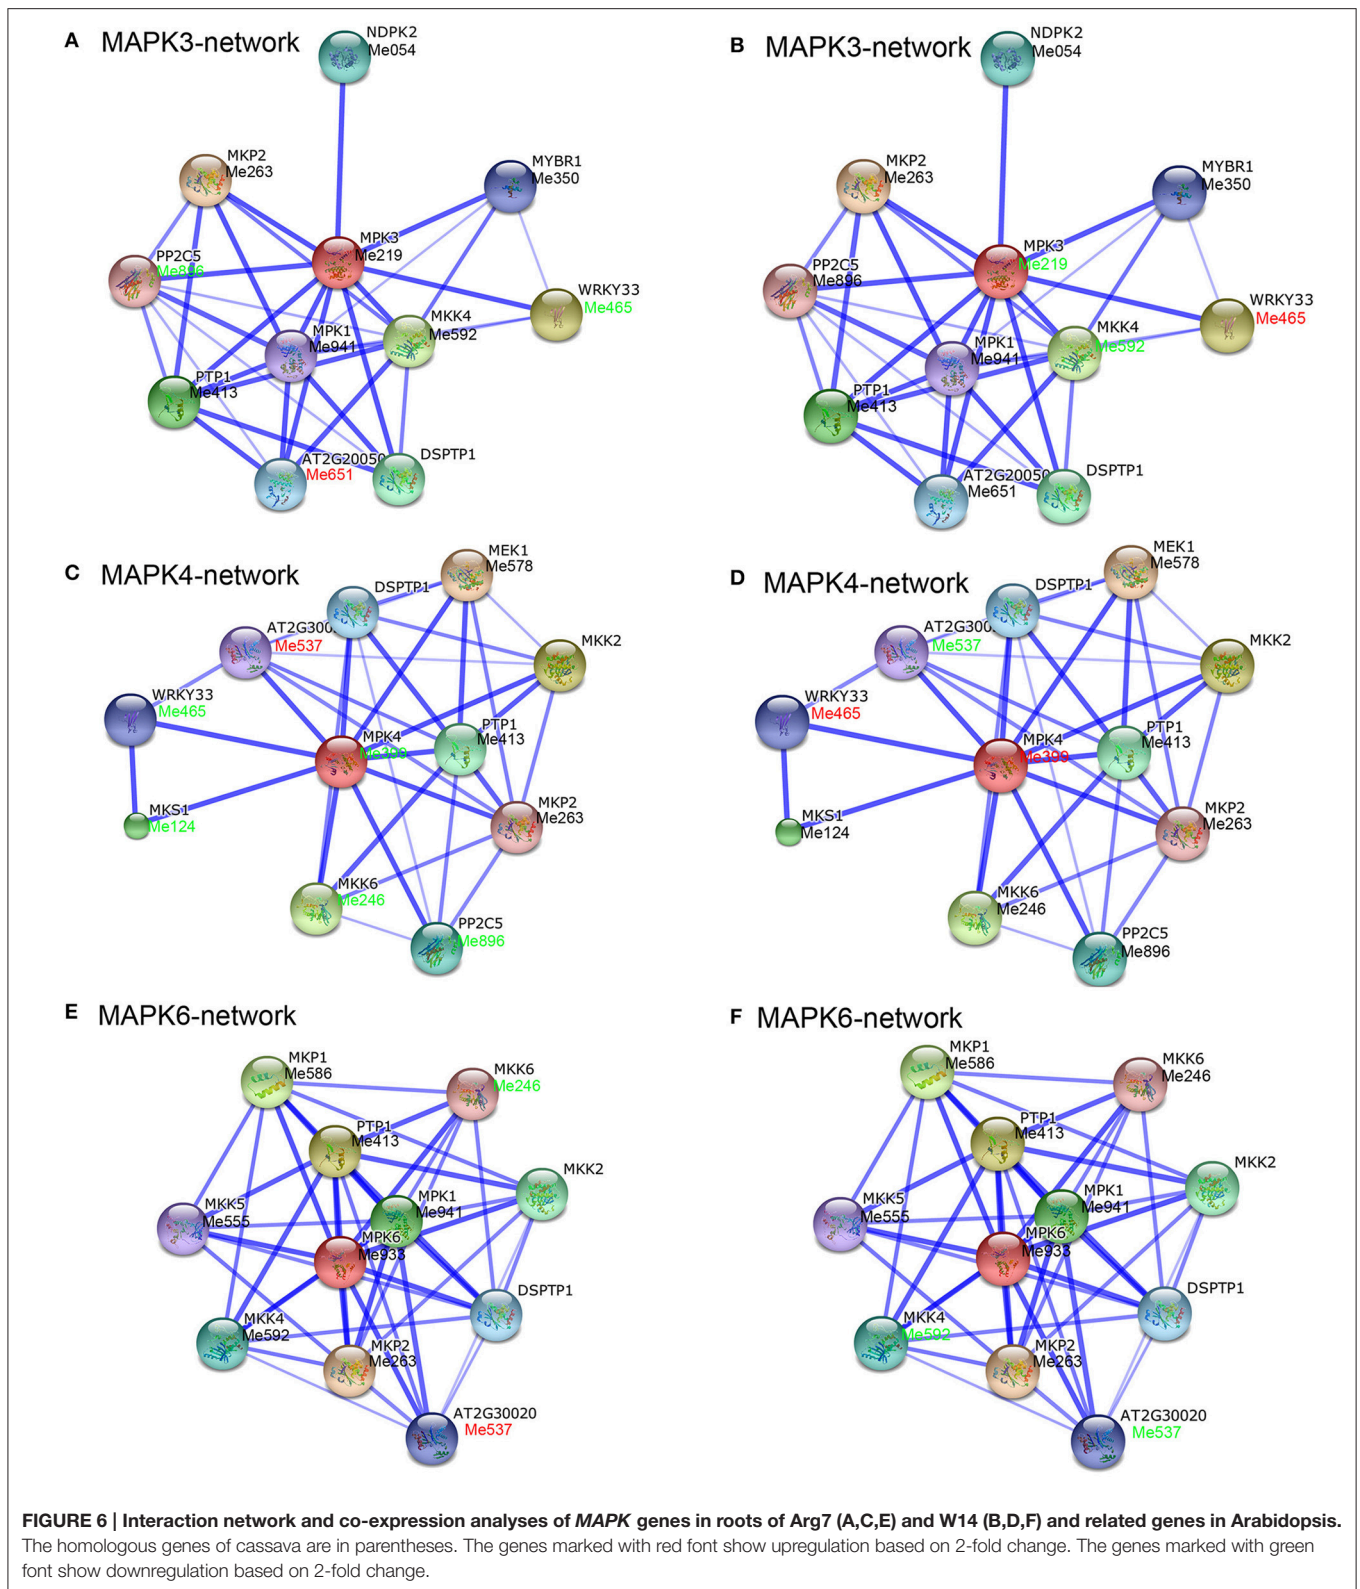 A MAPK3-network
NDPK2
Me054
MKP2
Me263
MYBR1
Me350
MPK3
Me219
PP2C5
Me896
WRKY33
Me465
MKK4
Me592
MPK1
Me941
PTP1
Me413
AT2G20050
Me651
DSPTP1
B MAPK3-network
NDPK2
Me054
MKP2
Me263
MYBR1
Me350
MPK3
Me219
PP2C5
Me896
WRKY33
Me465
MKK4
Me592
MPK1
Me941
PTP1
Me413
AT2G20050
Me651
DSPTP1
C MAPK4-network
MEK1
Me578
DSPTP1
AT2G300
Me537
MKK2
WRKY33
Me465
PTP1
Me413
MPK4
Me399
MKS1
Me124
MKP2
Me263
MKK6
Me246
PP2C5
Me896
D MAPK4-network
MEK1
Me578
DSPTP1
AT2G300
Me537
MKK2
WRKY33
Me465
PTP1
Me413
MPK4
Me399
MKS1
Me124
MKP2
Me263
MKK6
Me246
PP2C5
Me896
E MAPK6-network
MKP1
Me586
MKK6
Me246
PTP1
Me413
MKK2
MKK5
Me555
MPK1
Me941
MPK6
Me933
DSPTP1
MKK4
Me592
MKP2
Me263
AT2G30020
Me537
F MAPK6-network
MKP1
Me586
MKK6
Me246
PTP1
Me413
MKK2
MKK5
Me555
MPK1
Me941
MPK6
Me933
DSPTP1
MKK4
Me592
MKP2
Me263
AT2G30020
Me537
FIGURE 6 | Interaction network and co-expression analyses of MAPK genes in roots of Arg7 (A,C,E) and W14 (B,D,F) and related genes in Arabidopsis.
The homologous genes of cassava are in parentheses. The genes marked with red font show upregulation based on 2-fold change. The genes marked with green
font show downregulation based on 2-fold change.